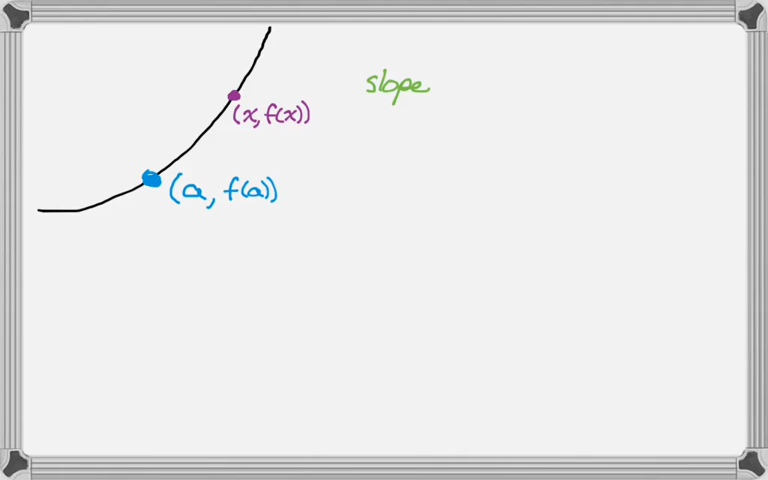 slope
(x, f(x))
(a, f(a))